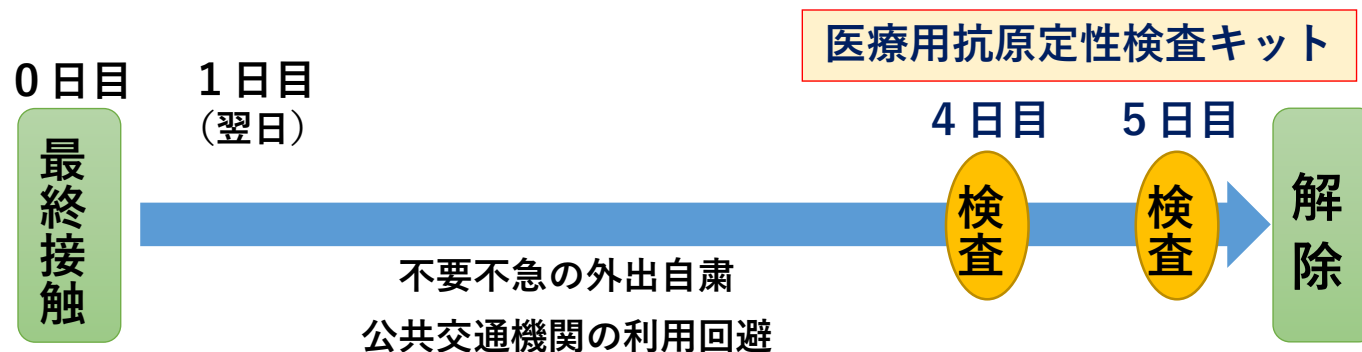 医療用抗原定性検査キット
0日目
1日目
（翌日）
4日目
5日目
最終接触
検査
検査
解除
不要不急の外出自粛
公共交通機関の利用回避